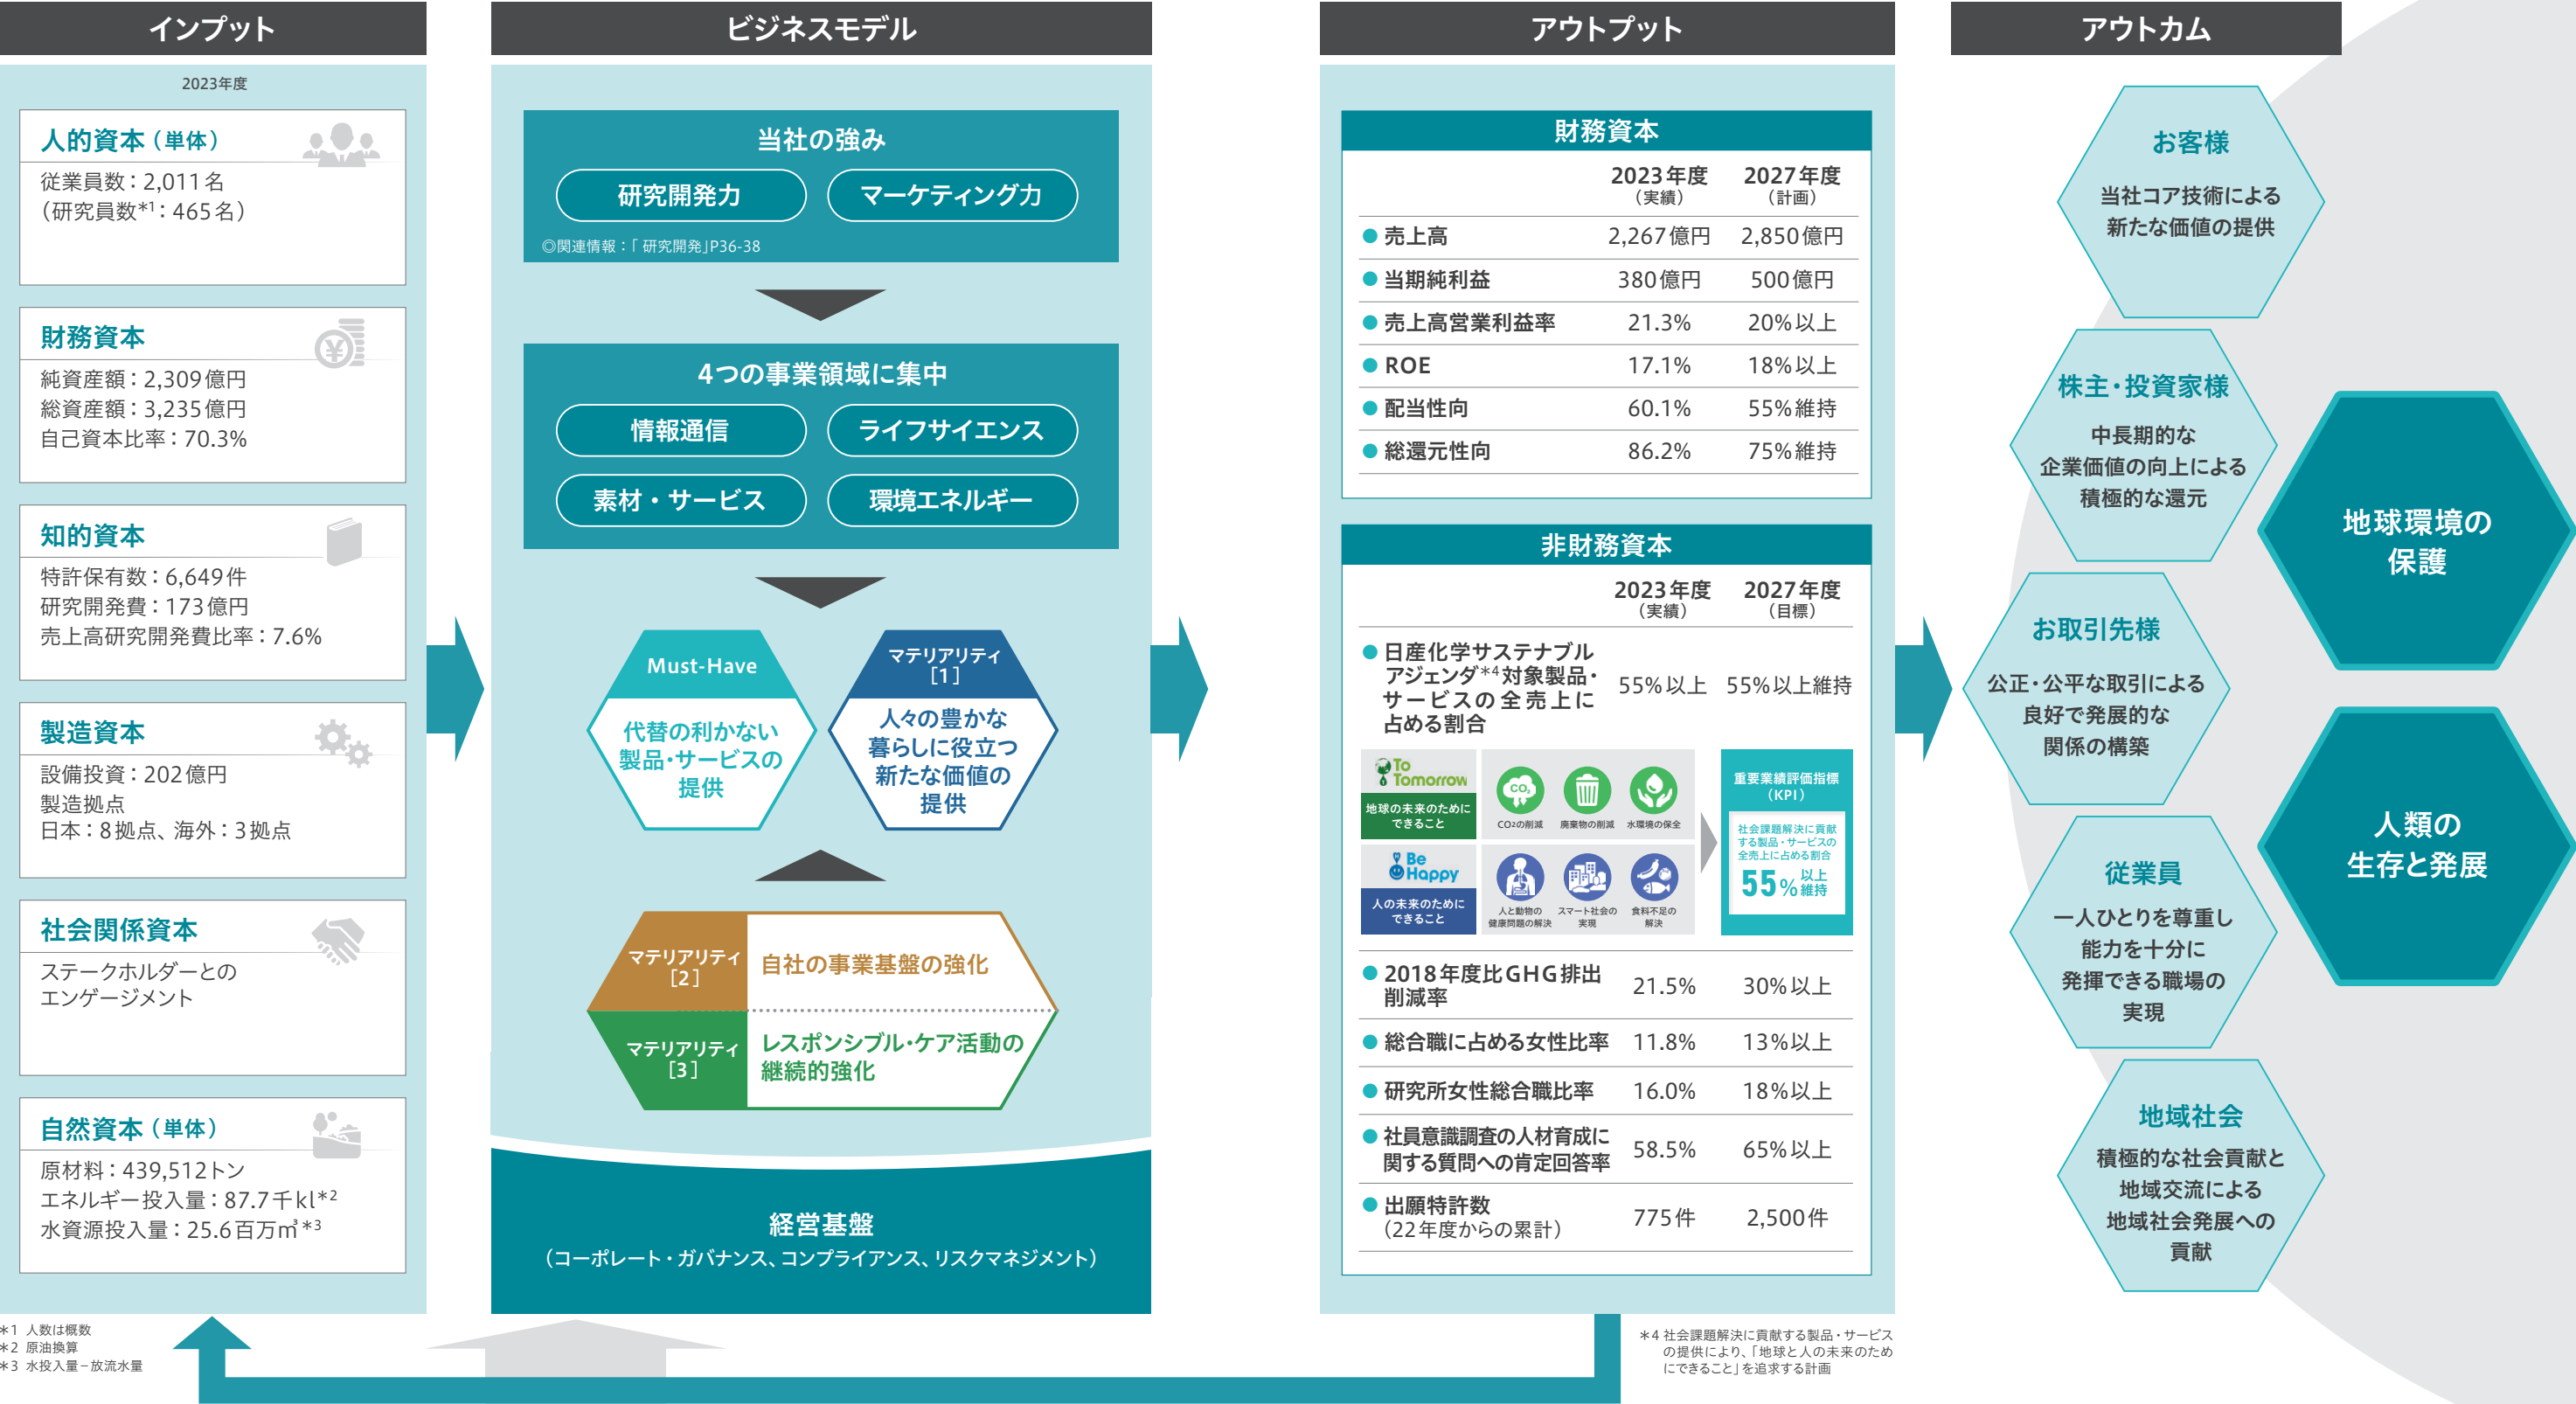 インプット
2023年度
人的資本（単体）
従業員数：2,011名
（研究員数*1：465名）
財務資本
純資産額：2,309億円
総資産額：3,235億円
自己資本比率：70.3%
知的資本
特許保有数：6,649件
研究開発費：173億円
売上高研究開発費比率：7.6%
製造資本
設備投資：202億円
製造拠点
日本：8拠点、海外：3拠点
社会関係資本
ステークホルダーとの
エンゲージメント
自然資本（単体）
原材料：439,512トン
エネルギー投入量：87.7千kl*2
水資源投入量：25.6百万㎥*3
*1 人数は概数
*2 原油換算
*3 水投入量−放流水量
ビジネスモデル
当社の強み
研究開発力
マーケティング力
◎関連情報：「研究開発」P36-38
4つの事業領域に集中
情報通信
ライフサイエンス
素材・サービス
環境エネルギー
Must-Have
代替の利かない
製品・サービスの
提供
マテリアリティ
［1］
人々の豊かな
暮らしに役立つ
新たな価値の
提供
マテリアリティ
［2］
自社の事業基盤の強化
マテリアリティ
［3］
レスポンシブル・ケア活動の
継続的強化
経営基盤
（コーポレート・ガバナンス、コンプライアンス、リスクマネジメント）
アウトプット
財務資本
2023年度 2027年度
（実績） （計画）
売上高 2,267億円 2,850億円
当期純利益 380億円 500億円
売上高営業利益率 21.3% 20%以上
ROE 17.1% 18%以上
配当性向 60.1% 55%維持
総還元性向 86.2% 75%維持
非財務資本
2023年度 2027年度
（実績） （目標）
日産化学サステナブル
アジェンダ*4対象製品・
サービスの全売上に
占める割合
55%以上 55%以上維持
To
Tomorrow
地球の未来のために
できること
CO₂
CO2の削減
廃棄物の削減
水環境の保全
Be
Happy
人の未来のために
できること
人と動物の
健康問題の解決
スマート社会の
実現
食料不足の
解決
重要業績評価指標
（KPI）
社会課題解決に貢献
する製品・サービスの
全売上に占める割合
55%以上
維持
2018年度比GHG排出
削減率
21.5% 30%以上
総合職に占める女性比率 11.8% 13%以上
研究所女性総合職比率 16.0% 18%以上
社員意識調査の人材育成に
関する質問への肯定回答率
58.5% 65%以上
出願特許数
（22年度からの累計）
775件 2,500件
*4 社会課題解決に貢献する製品・サービス
の提供により、「地球と人の未来のため
にできること」を追求する計画
アウトカム
お客様
当社コア技術による
新たな価値の提供
株主・投資家様
中長期的な
企業価値の向上による
積極的な還元
お取引先様
公正・公平な取引による
良好で発展的な
関係の構築
従業員
一人ひとりを尊重し
能力を十分に
発揮できる職場の
実現
地域社会
積極的な社会貢献と
地域交流による
地域社会発展への
貢献
地球環境の
保護
人類の
生存と発展